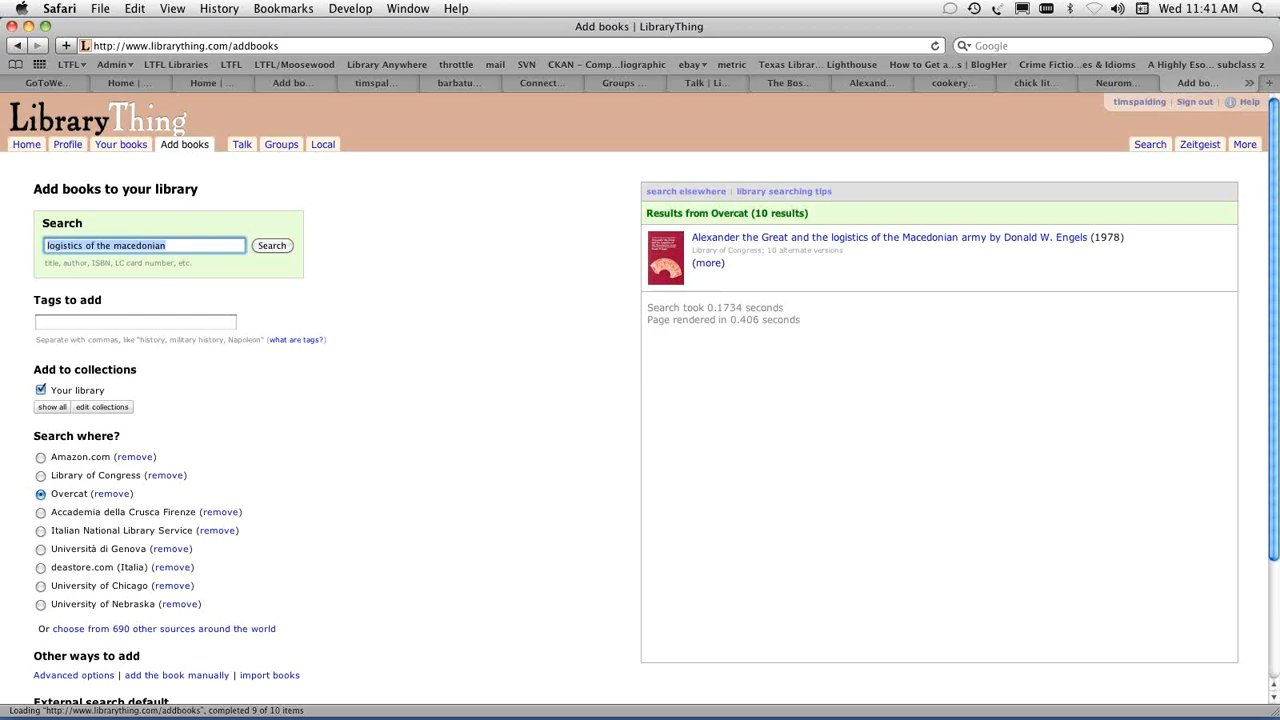 Safari File Edit View History Bookmarks Develop Window Help Wed 11:41 AM
Add books | LibraryThing
http://www.librarything.com/addbooks Google
LTFL Admin LTFL Libraries LTFL LTFL/Moosewood Library Anywhere throttle mail SVN CKAN - Comp...liographic ebay metric Texas Librar... Lighthouse How to Get a...s | BlogHer Crime Fictio...es & Idioms A Highly Eso... subclass z
GoToWe... Home |... Home |... Add bo... timspal... barbatu... Connect... Groups ... Talk | Li... The Bos... Alexand... cookery... chick lit... Neurom... Add bo... »
LibraryThing
timspalding Sign out Help
Home Profile Your books Add books Talk Groups Local Search Zeitgeist More
Add books to your library
Search
logistics of the macedonian Search
title, author, ISBN, LC card number, etc.
Tags to add
Separate with commas, like "history, military history, Napoleon" (what are tags?)
Add to collections
Your library
show all edit collections
Search where?
Amazon.com (remove)
Library of Congress (remove)
Overcat (remove)
Accademia della Crusca Firenze (remove)
Italian National Library Service (remove)
Università di Genova (remove)
deastore.com (Italia) (remove)
University of Chicago (remove)
University of Nebraska (remove)
Or choose from 690 other sources around the world
Other ways to add
Advanced options | add the book manually | import books
External search default
search elsewhere | library searching tips
Results from Overcat (10 results)
Alexander the Great and the logistics of the Macedonian army by Donald W. Engels (1978)
Library of Congress; 10 alternate versions
(more)
Search took 0.1734 seconds
Page rendered in 0.406 seconds
Loading "http://www.librarything.com/addbooks", completed 9 of 10 items